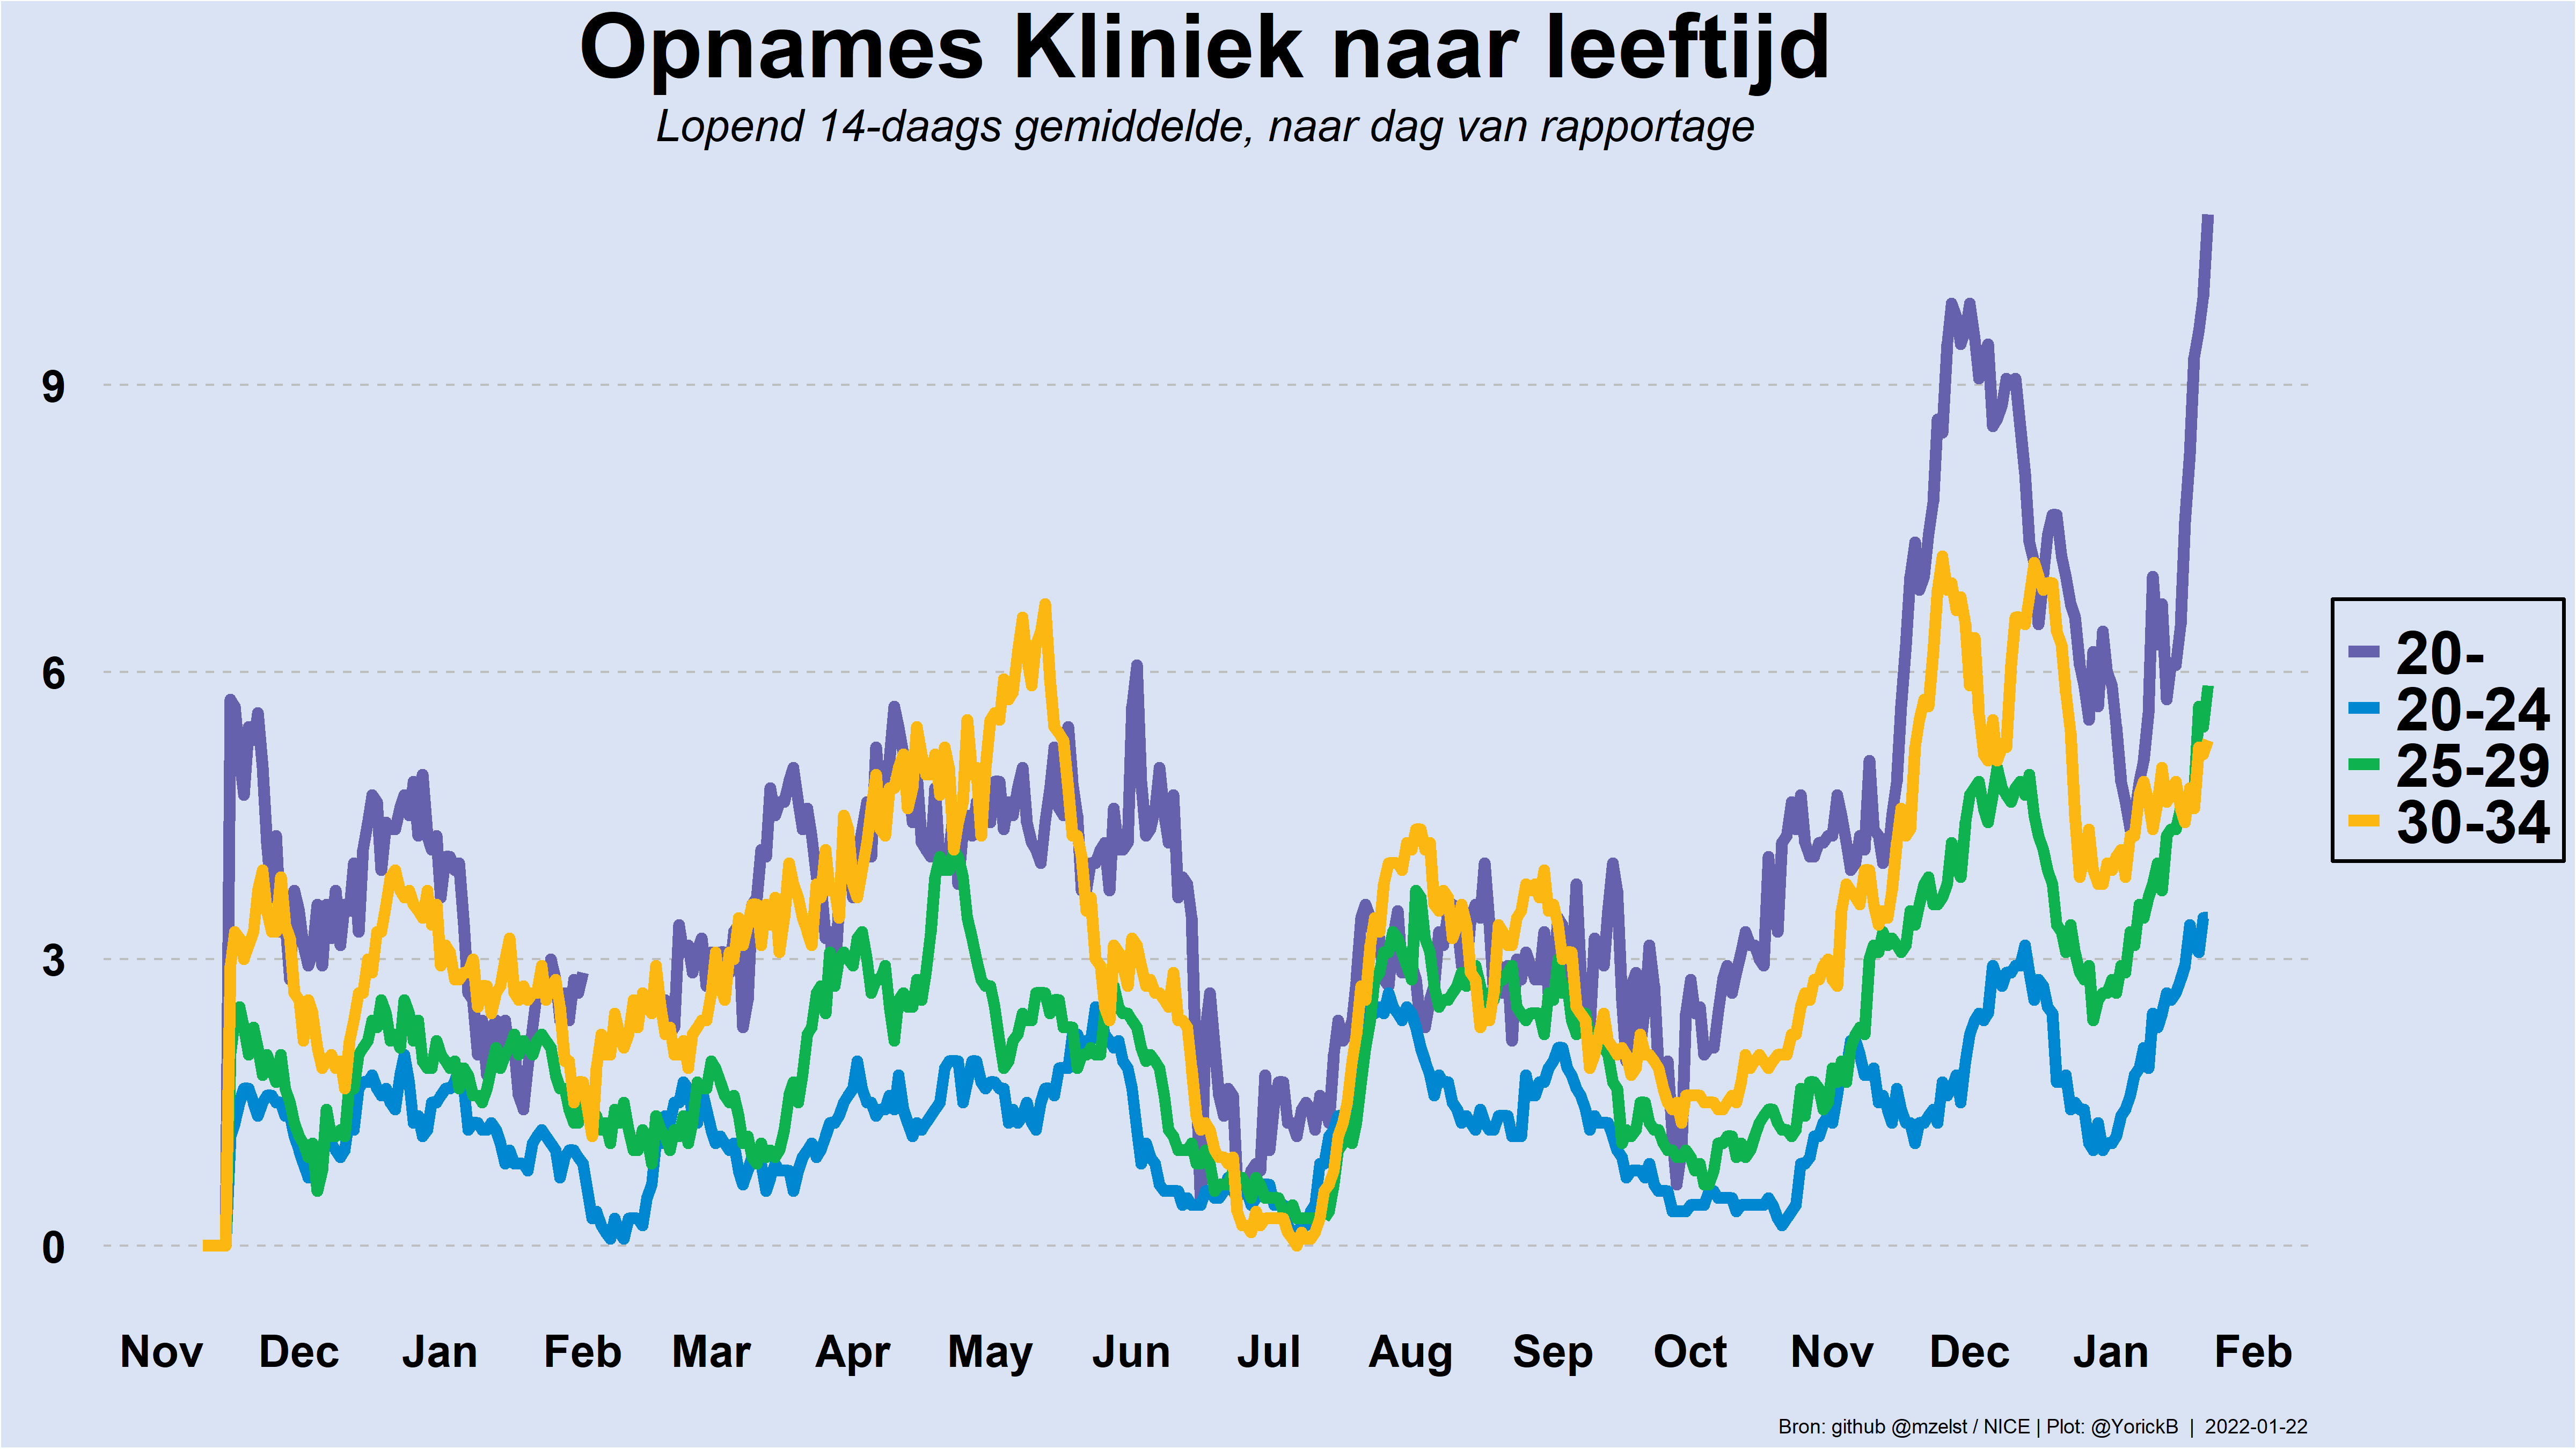 Opnames Kliniek naar leeftijd
Lopend 14-daags gemiddelde, naar dag van rapportage
9
6
3
0
20-
20-24
25-29
30-34
Nov Dec Jan Feb Mar Apr May Jun Jul Aug Sep Oct Nov Dec Jan Feb
Bron: github @mzelst / NICE | Plot: @YorickB | 2022-01-22